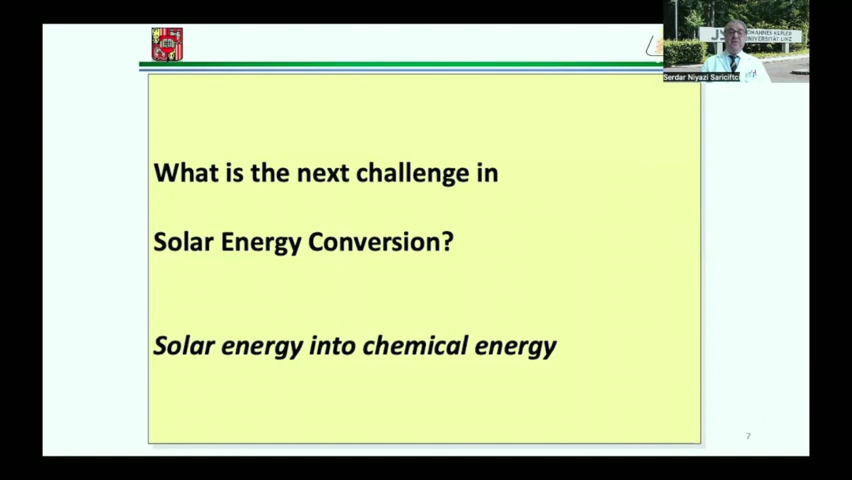 JOHANNES KEPLER
UNIVERSITÄT LINZ
Serdar Niyazi Sariciftci
What is the next challenge in
Solar Energy Conversion?
Solar energy into chemical energy
7